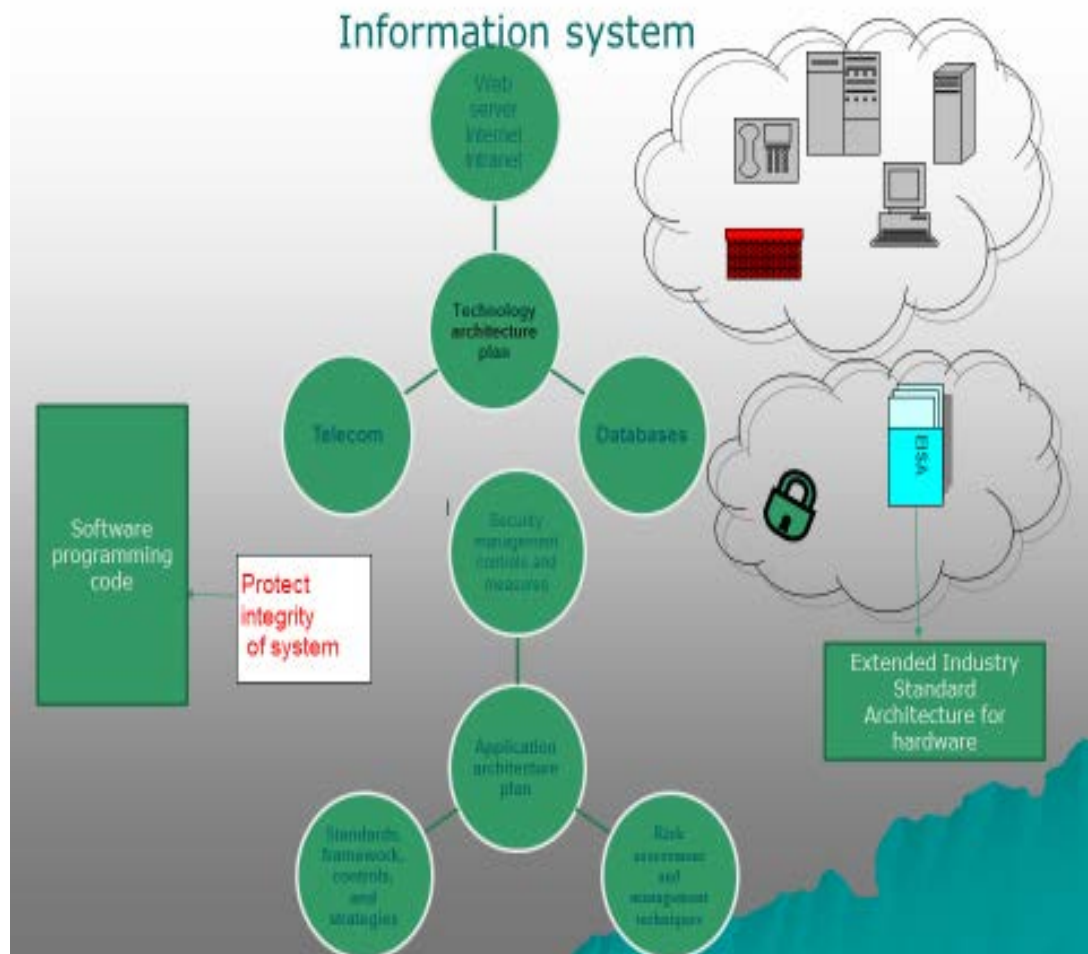 Information system
Web
server
Internet
Intranet
Technology
architecture
plan
Telecom
Databases
EISA
Software
programming
code
Protect
integrity
of system
Security
management
controls and
measures
Extended Industry
Standard
Architecture for
hardware
Application
architecture
plan
Standards,
framework,
controls,
and
strategies
Risk
assessment
and
management
techniques